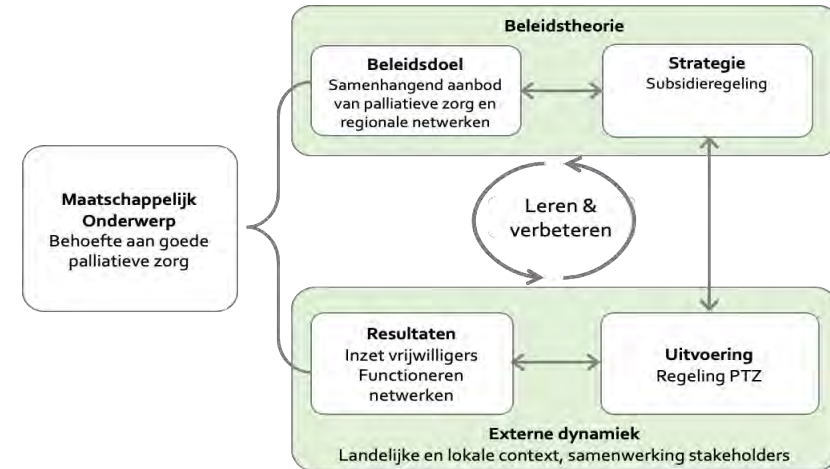 Beleidstheorie
Beleidsdoel
Samenhangend aanbod
van palliatieve zorg en
regionale netwerken
Strategie
Subsidieregeling
Maatschappelijk
Onderwerp
Behoefte aan goede
palliatieve zorg
Leren &
verbeteren
Resultaten
Inzet vrijwilligers
Functioneren
netwerken
Uitvoering
Regeling PTZ
Externe dynamiek
Landelijke en lokale context, samenwerking stakeholders